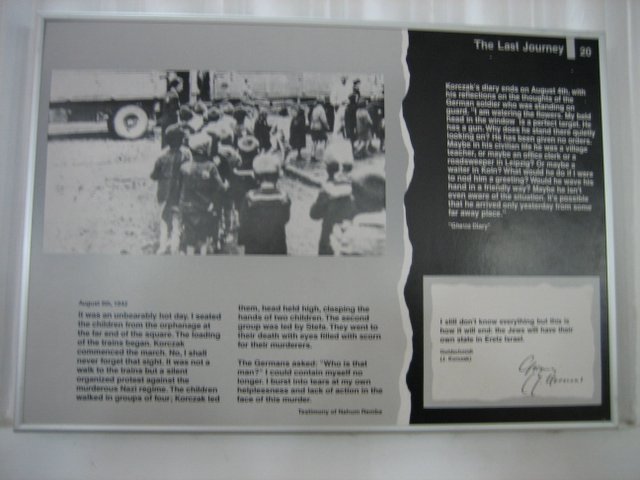 The Last Journey 20
Korczak's diary ends on August 4th, with
his reflections on the thoughts of the
German soldier who was standing on
guard. "I am watering the flowers. My bald
head in the window is a perfect target. He
has a gun. Why does he stand there quietly
looking on? He has been given no order.
Maybe in his civilian life he was a village
teacher, or maybe an office clerk or a
roadsweeper in Leipzig? Or maybe a
waiter in Koln? What would he do if I were
to nod him a greeting? Would he wave his
hand in a friendly way? Maybe he isn't
even aware of the situation. It's possible
that he arrived only yesterday from some
far away place."
"Ghetto Diary"
I still don't know everything but this is
how it will end: the Jews will have their
own state in Eretz Israel.
(J. Korczak)
August 5th, 1942
It was an unbearably hot day. I seated
the children from the orphanage at
the far end of the square. The loading
of the trains began. Korczak
commenced the march. No, I shall
never forget that sight. It was not a
walk to the trains but a silent
organized protest against the
murderous Nazi regime. The children
walked in groups of four; Korczak led
them, head held high, clasping the
hands of two children. The second
group was led by Stefa. They went to
their death with eyes filled with scorn
for their murderers.
The Germans asked: "Who is that
man?" I could contain myself no
longer. I burst into tears at my own
helplessness and lack of action in the
face of this murder.
Testimony of Nahum Remba